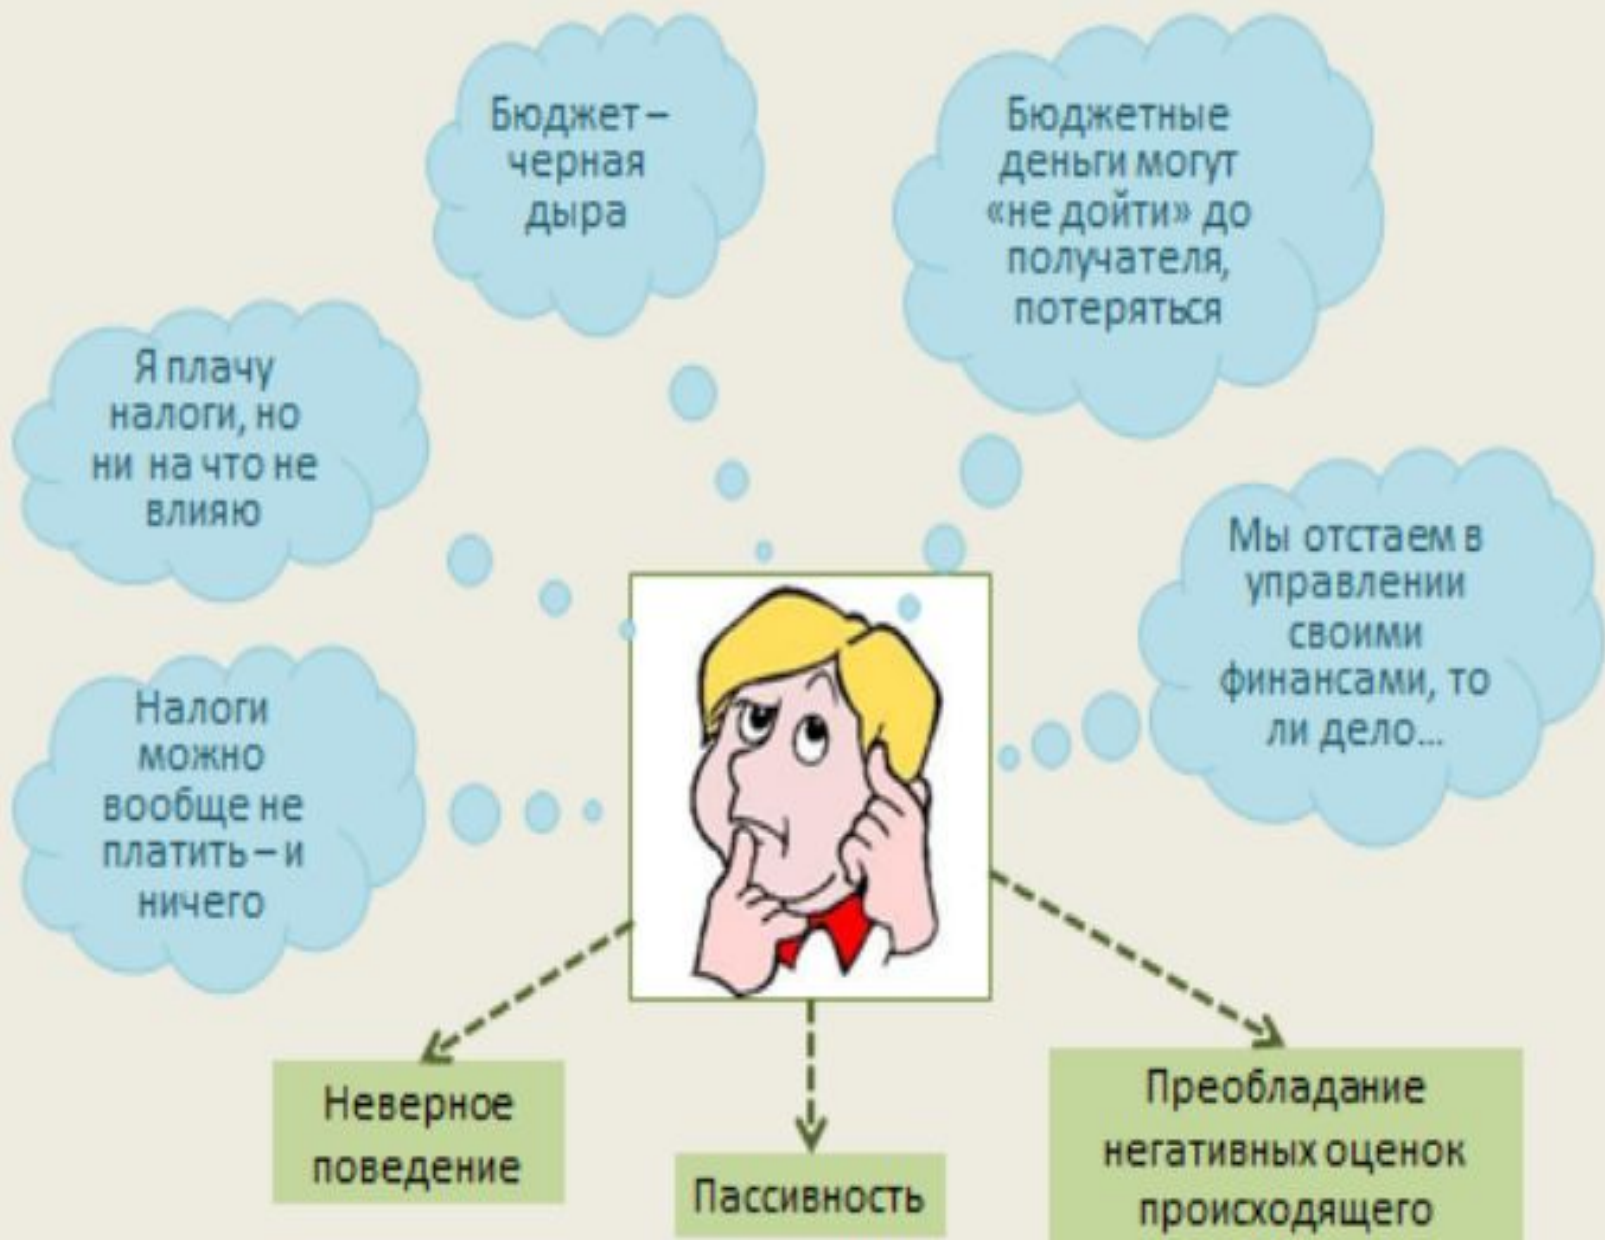 Бюджет –
черная
дыра
Бюджетные
деньги могут
«не дойти» до
получателя,
потеряться
Я плачу
налоги, но
ни на что не
влияю
Мы отстаем в
управлении
своими
финансами, то
ли дело...
Налоги
можно
вообще не
платить – и
ничего
Неверное
поведение
Пассивность
Преобладание
негативных оценок
происходящего